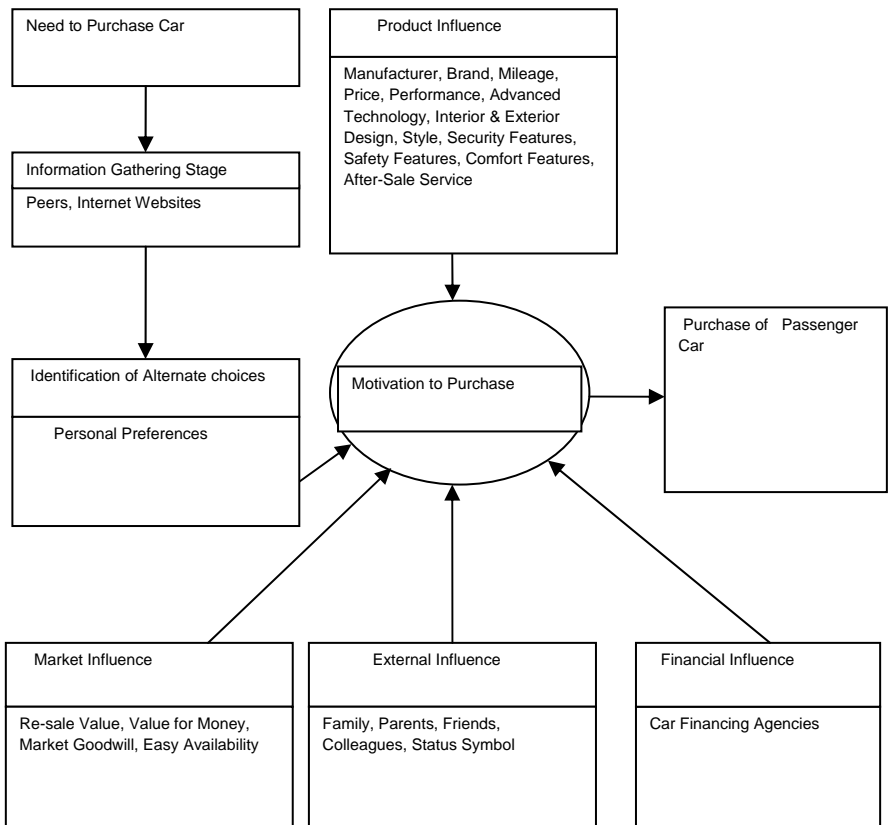 Need to Purchase Car
Product Influence
Manufacturer, Brand, Mileage,
Price, Performance, Advanced
Technology, Interior & Exterior
Design, Style, Security Features,
Safety Features, Comfort Features,
After-Sale Service
Information Gathering Stage
Peers, Internet Websites
Purchase of Passenger
Car
Identification of Alternate choices
Personal Preferences
Motivation to Purchase
Market Influence
Re-sale Value, Value for Money,
Market Goodwill, Easy Availability
External Influence
Family, Parents, Friends,
Colleagues, Status Symbol
Financial Influence
Car Financing Agencies